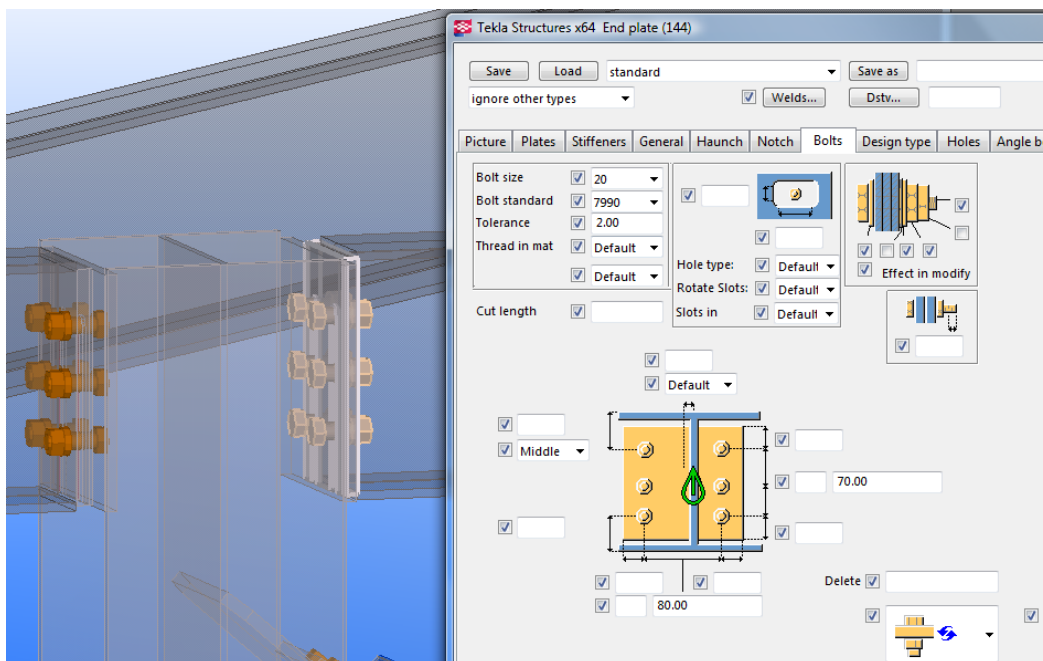 Tekla Structures x64 End plate (144)
Save Load standard Save as
ignore other types Welds... Dstv...
Picture Plates Stiffeners General Haunch Notch Bolts Design type Holes Angle b
Bolt size 20
Bolt standard 7990
Tolerance 2.00
Thread in mat Default
Default
Cut length
Hole type: Default
Rotate Slots: Default
Slots in Default
Effect in modify
Default
Middle
70.00
80.00
Delete